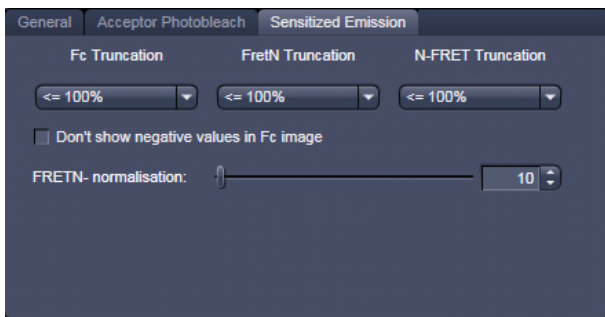 General Acceptor Photobleach Sensitized Emission
Fc Truncation FretN Truncation N-FRET Truncation
<= 100% <= 100% <= 100%
Don't show negative values in Fc image
FRETN- normalisation: 10